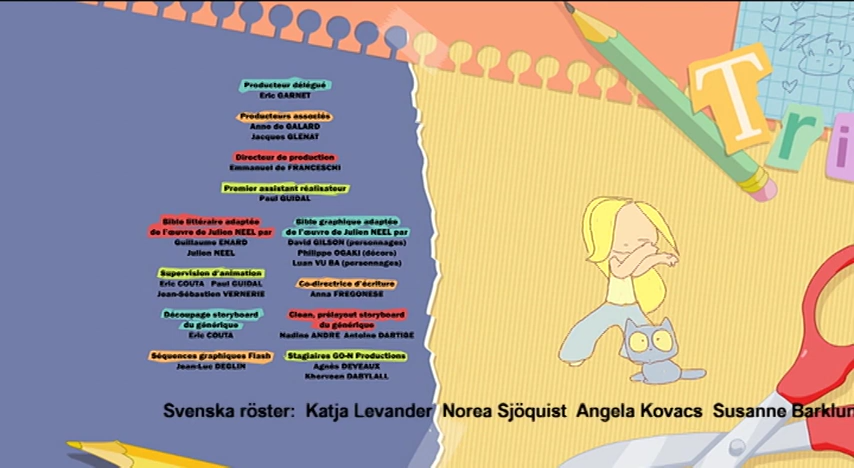 Producteur délégué
Eric GARNET
Producteurs associés
Anne de GALARD
Jacques GLENAT
Directeur de production
Emmanuel de FRANCESCHI
Premier assistant réalisateur
Paul GUIDAL
Bible littéraire adaptée
de l'œuvre de Julien NEEL par
Guillaume ENARD
Julien NEEL
Bible graphique adaptée
de l'œuvre de Julien NEEL par
David GILSON (personnages)
Philippe OGAKI (décors)
Luan VU BA (personnages)
Supervision d'animation
Eric COUTA Paul GUIDAL
Jean-Sébastien VERNERIE
Co-directrice d'écriture
Anna FREGONESE
Découpage storyboard
du générique
Eric COUTA
Clean, prélayout storyboard
du générique
Nadine ANDRE Antoine DARTIGE
Séquences graphiques Flash
Jean-Luc DEGLIN
Stagiaires GO-N Productions
Agnès DEVEAUX
Kherveen DABYLALL
Tri
Svenska röster: Katja Levander Norea Sjöquist Angela Kovacs Susanne Barklun